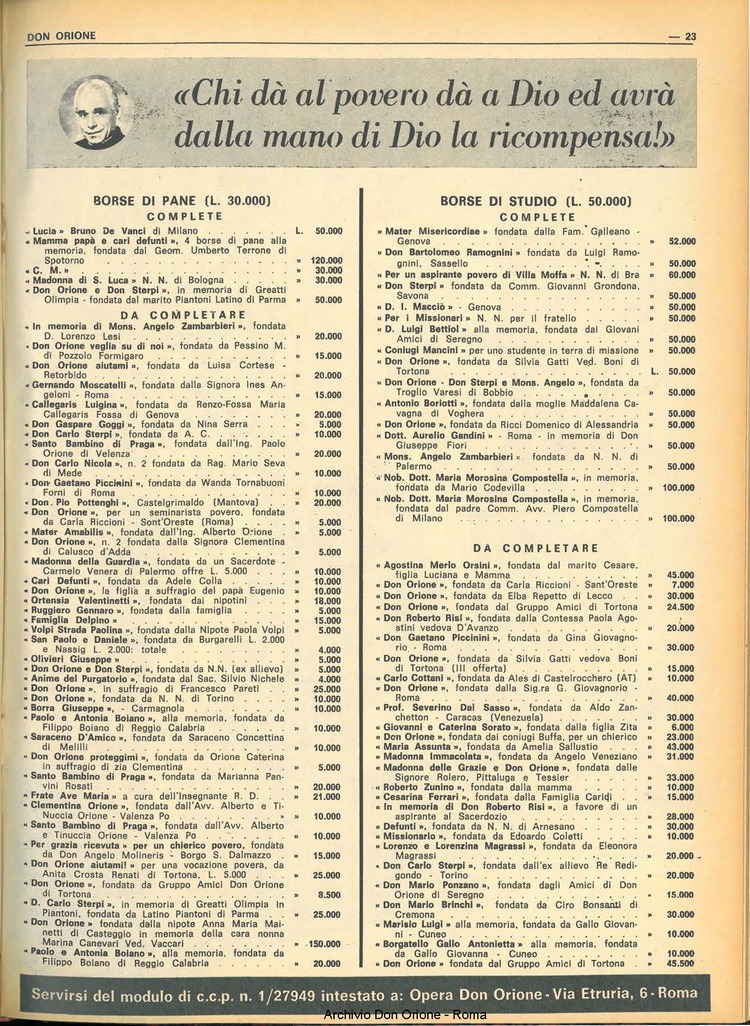 DON ORIONE — 23
«Chi dà al povero dà a Dio ed avrà
dalla mano di Dio la ricompensa!»
BORSE DI PANE (L. 30.000)
COMPLETE
« Lucia » Bruno De Vanci di Milano . . . . . . . L. 50.000
« Mamma papà e cari defunti », 4 borse di pane alla
memoria, fondata dal Geom. Umberto Terrone di
Spotorno . . . . . . . » 120.000
« C. M. » . . . . . . . » 30.000
« Madonna di S. Luca » N. N. di Bologna . . . » 30.000
« Don Orione e Don Sterpi », in memoria di Greatti
Olimpia - fondata dal marito Piantoni Latino di Parma » 50.000
DA COMPLETARE
« In memoria di Mons. Angelo Zambarbieri », fondata
D. Lorenzo Lesi . . . . . . . » 20.000
« Don Orione veglia su di noi », fondata da Pessino M.
di Pozzolo Formigaro . . . . . . . » 15.000
« Don Orione aiutami », fondata da Luisa Cortese -
Retorbido . . . . . . . » 20.000
« Gernando Moscatelli », fondata dalla Signora Ines An-
geloni - Roma . . . . . . . » 15.000
« Callegaris Luigina », fondata da Renzo-Fossa Maria
Callegaris Fossa di Genova . . . . . . . » 20.000
« Don Gaspare Goggi », fondata da Nina Serra . . . » 5.000
« Don Carlo Sterpi », fondata da A. C. . . . . » 10.000
« Santo Bambino di Praga », fondata dall'Ing. Paolo
Orione di Velenza . . . . . . . » 20.000
« Don Carlo Nicola », n. 2 fondata da Rag. Mario Seva
di Mede . . . . . . . » 10.000
« Don Gaetano Piccinini », fondata da Wanda Tornabuoni
Forni di Roma . . . . . . . » 10.000
« Don Pio Pottenghi », Castelgrimaldo (Mantova) . » 20.000
« Don Orione », per un seminarista povero, fondata
da Carla Riccioni - Sont'Oreste (Roma) . . . . » 5.000
« Mater Amabilis », fondata dall'Ing. Alberto Orione . » 5.000
« Don Orione », n. 2 fondata dalla Signora Clementina
di Calusco d'Adda . . . . . . . » 5.000
« Madonna della Guardia », fondata da un Sacerdote -
Carmelo Venera di Palermo offre L. 5.000 . . . » 10.000
« Cari Defunti », fondata da Adele Colla . . . . » 10.000
« Don Orione », la figlia a suffragio del papà Eugenio » 10.000
« Ortensia Valentinetti », fondata dai nipotini . . . » 18.000
« Ruggiero Gennaro », fondata dalla famiglia . . . » 5.000
« Famiglia Delpino » . . . . . . . » 15.000
« Volpi Strada Paolina », fondata dalla Nipote Paola Volpi » 5.000
« San Paolo e Daniele », fondata da Burgarelli L. 2.000
e Nassig L. 2.000: totale . . . . . . . » 4.000
« Olivieri Giuseppe » . . . . . . . » 5.000
« Don Orione e Don Sterpi », fondata da N.N. (ex allievo) » 5.000
« Anime del Purgatorio », fondata dal Sac. Silvio Nichele » 4.000
« Don Orione », in suffragio di Francesco Pareti . . » 25.000
« Don Orione », fondata da N. N. di Torino . . . » 10.000
« Borra Giuseppe », - Carmagnola . . . . . » 10.000
« Paolo e Antonia Boiano », alla memoria, fondata da
Filippo Boiano di Reggio Calabria . . . . . » 10.000
« Saraceno D'Amico », fondata da Saraceno Concettina
di Melilli . . . . . . . » 10.000
« Don Orione proteggimi », fondata da Orione Caterina
in suffragio di zia Clementina . . . . . . » 5.000
« Santo Bambino di Praga », fondata da Marianna Pan-
vini Rosati . . . . . . . » 20.000
« Frate Ave Maria » a cura dell'Insegnante R. D. . . » 21.000
« Clementina Orione », fondata dall'Avv. Alberto e Ti-
Nuccia Orione - Valenza Po . . . . . . » 10.000
« Santo Bambino di Praga », fondata dall'Avv. Alberto
e Tinuccia Orione - Valenza Po . . . . . » 10.000
« Per grazia ricevuta » per un chierico povero, fondata
da Don Angelo Molineris - Borgo S. Dalmazzo . . » 15.000
« Don Orione aiutami! » per una vocazione povera, da
Anita Crosta Renati di Tortona, L. 5.000 . . . » 25.000
« Don Orione », fondata da Gruppo Amici Don Orione
di Tortona . . . . . . . » 8.500
« D. Carlo Sterpi », in memoria di Greatti Olimpia in
Piantoni, fondata da Latino Piantoni di Parma . . » 25.000
« Don Orione » fondata dalla nipote Anna Maria Mai-
netti di Casteggio in memoria della cara nonna
Marina Canevari Ved. Vaccari . . . . . . » 150.000
« Paolo e Antonia Boiano », alla memoria, fondata da
Filippo Boiano di Reggio Calabria . . . . . » 20.000
BORSE DI STUDIO (L. 50.000)
COMPLETE
« Mater Misericordiae » fondata dalla Fam. Galleano -
Genova . . . . . . . » 52.000
« Don Bartolomeo Ramognini » fondata da Luigi Ramo-
gnini, Sassello . . . . . . . » 50.000
« Per un aspirante povero di Villa Moffa » N. N. di Bra » 60.000
« Don Sterpi » fondata da Comm. Giovanni Grondona,
Savona . . . . . . . » 50.000
« D. I. Macciò » - Genova . . . . . . . » 50.000
« Per i Missionari » N. N. per il fratello . . . . » 50.000
« D. Luigi Bettiol » alla memoria, fondata dal Giovani
Amici di Seregno . . . . . . . » 50.000
« Coniugi Mancini » per uno studente in terra di missione » 50.000
« Don Orione », fondata da Silvia Gatti Ved. Boni di
Tortona . . . . . . . L. 50.000
« Don Orione - Don Sterpi e Mons. Angelo », fondata da
Troglio Varesi di Bobbio . . . . . . . » 50.000
« Antonio Boriotti », fondata dalla moglie Maddalena Ca-
vagna di Voghera . . . . . . . » 50.000
« Don Orione », fondata da Ricci Domenico di Alessandria » 50.000
« Dott. Aurelio Gandini » - Roma - in memoria di Don
Giuseppe Fiori . . . . . . . » 50.000
« Mons. Angelo Zambarbieri » fondata da N. N. di
Palermo . . . . . . . » 50.000
« Nob. Dott. Maria Morosina Compostella », in memoria,
fondata da Mario Codevilla . . . . . . » 100.000
« Nob. Dott. Maria Morosina Compostella », in memoria,
fondata dal padre Comm. Avv. Piero Compostella
di Milano . . . . . . . » 100.000
DA COMPLETARE
« Agostina Merlo Orsini », fondata dal marito Cesare,
figlia Luciana e Mamma . . . . . . . » 45.000
« Don Orione », fondata da Carla Riccioni - Sant'Oreste » 7.000
« Don Orione », fondata da Elba Repetto di Lecco . . » 30.000
« Don Orione », fondata dal Gruppo Amici di Tortona » 24.500
« Don Roberto Risi », fondata dalla Contessa Paola Ago-
stini vedova D'Avanzo . . . . . . . » 20.000
« Don Gaetano Piccinini », fondata da Gina Giovagno-
rio - Roma . . . . . . . » 30.000
« Don Orione », fondata da Silvia Gatti vedova Boni
di Tortona (III offerta) . . . . . . . » 15.000
« Carlo Cottani », fondata da Ales di Castelrocchero (AT) » 10.000
« Don Orione », fondata dalla Sig.ra G. Giovagnorio -
Roma . . . . . . . » 40.000
« Prof. Severino Dal Sasso », fondata da Aldo Zan-
chetton - Caracas (Venezuela) . . . . . . » 30.000
« Giovanni e Caterina Sorato », fondata dalla figlia Zita » 6.000
« Don Orione », fondata dai coniugi Buffa, per un chierico » 23.000
« Maria Assunta », fondata da Amelia Sallustio . . » 43.000
« Madonna Immacolata », fondata da Angelo Veneziano » 31.000
« Madonna delle Grazie e Don Orione », fondata dalle
Signore Rolero, Pittaluga e Tessier . . . . . » 33.000
« Roberto Zunino », fondata dalla mamma . . . . » 10.000
« Cesarina Ferrari », fondata dalla Famiglia Caridi . . » 15.000
« In memoria di Don Roberto Risi », a favore di un
aspirante al Sacerdozio . . . . . . . » 28.000
« Defunti », fondata da N. N. di Arnesano . . . . » 30.000
« Missionario », fondata da Edoardo Coletti . . . » 10.000
« Lorenzo e Lorenzina Magrassi », fondata da Eleonora
Magrassi . . . . . . . » 20.000
« Don Carlo Sterpi », fondata dall'ex allievo Re Redi-
gondo - Torino . . . . . . . » 20.000
« Don Mario Ponzano », fondata dagli Amici di Don
Orione di Seregno . . . . . . . » 15.000
« Don Mario Brinchi », fondata da Ciro Bonsanti di
Cremona . . . . . . . » 30.000
« Marisio Luigi » alla memoria, fondata da Gallo Giovan-
ni - Cuneo . . . . . . . » 10.000
« Borgatello Gallo Antonietta » alla memoria, fondata
da Gallo Giovanna - Cuneo . . . . . . » 10.000
« Don Orione » fondata dal Gruppo Amici di Tortona . » 45.500
Servirsi del modulo di c.c.p. n. 1/27949 intestato a: Opera Don Orione - Via Etruria, 6 - Roma
Archivio Don Orione - Roma